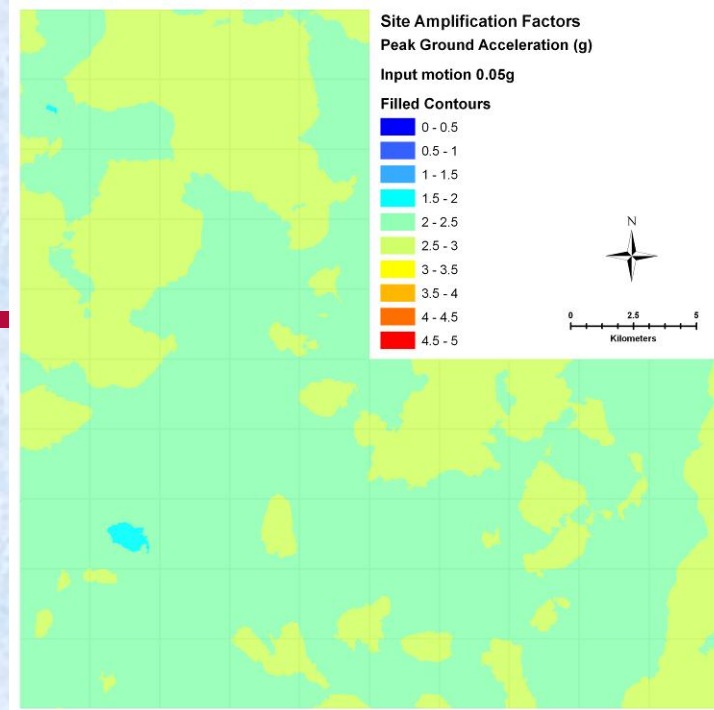 Site Amplification Factors
Peak Ground Acceleration (g)
Input motion 0.05g
Filled Contours
0 - 0.5
0.5 - 1
1 - 1.5
1.5 - 2
2 - 2.5
2.5 - 3
3 - 3.5
3.5 - 4
4 - 4.5
4.5 - 5
N
0 2.5 5
Kilometers